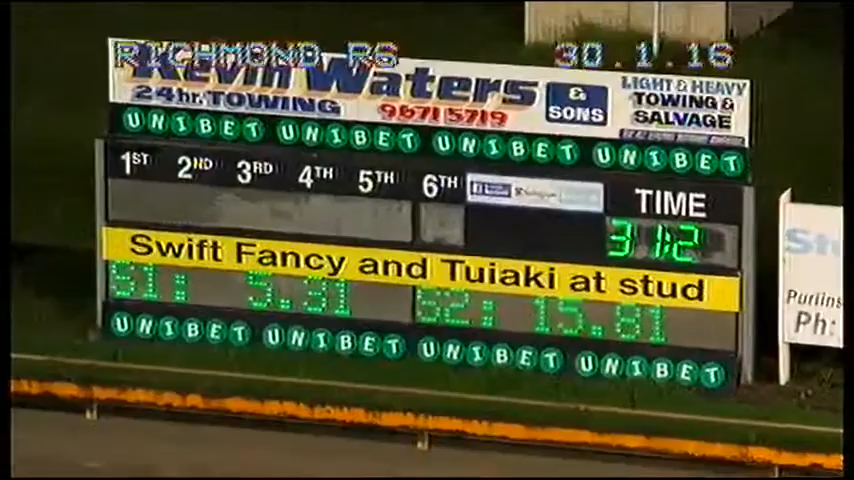 RICHMOND RS 30.1.16
Kevin Waters & SONS
24hr. TOWING 9671 5719
LIGHT & HEAVY
TOWING &
SALVAGE
UNIBET UNIBET UNIBET UNIBET
1ST 2ND 3RD 4TH 5TH 6TH TIME
31:2
Swift Fancy and Tuiaki at stud
S1: 5.31 S2: 15.81
UNIBET UNIBET UNIBET UNIBET
Purlins
Ph: